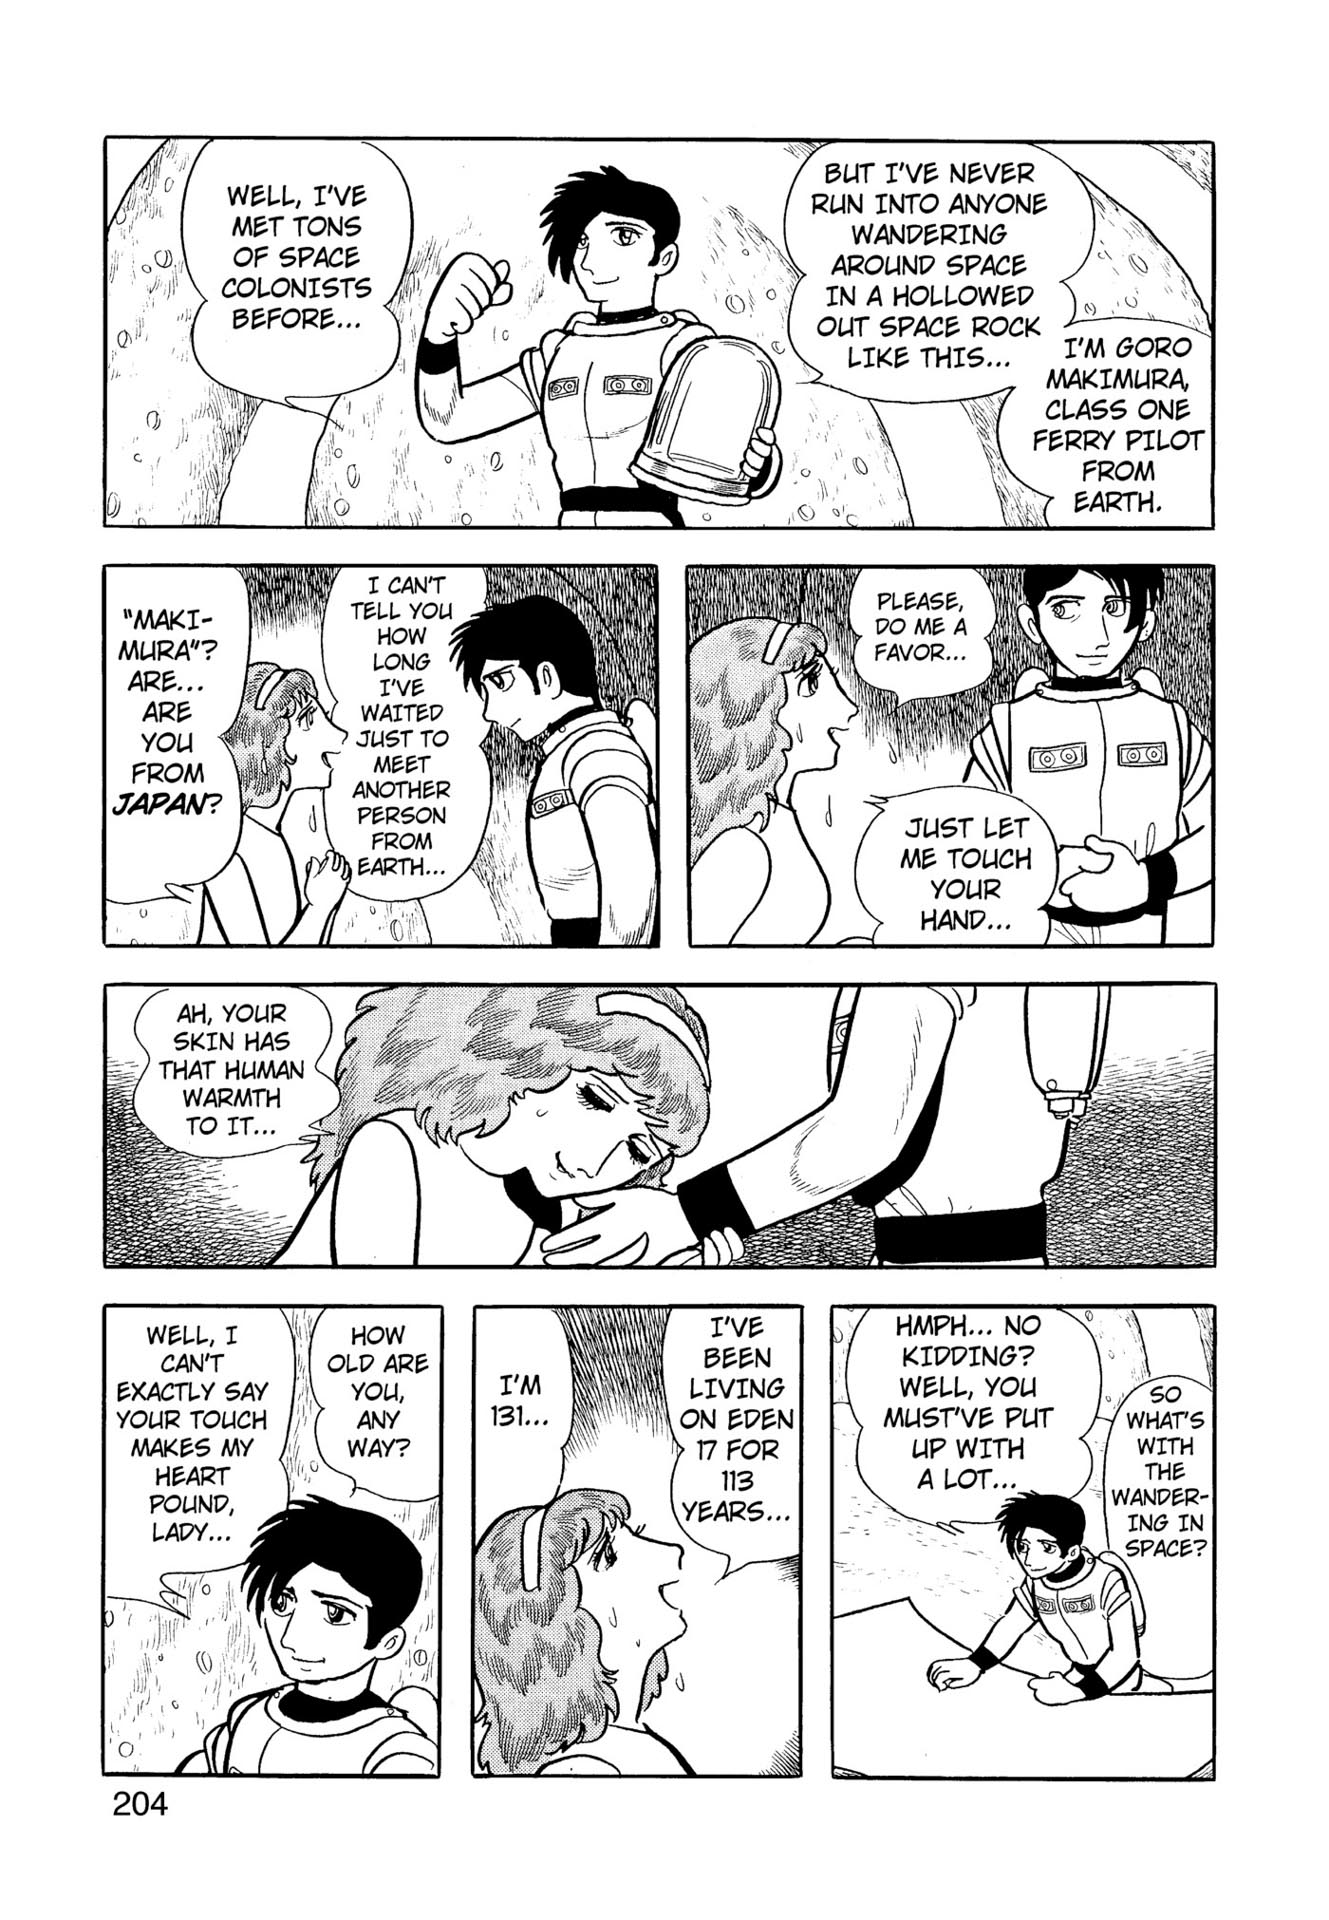 WELL, I'VE
MET TONS
OF SPACE
COLONISTS
BEFORE...
BUT I'VE NEVER
RUN INTO ANYONE
WANDERING
AROUND SPACE
IN A HOLLOWED
OUT SPACE ROCK
LIKE THIS...
I'M GORO
MAKIMURA,
CLASS ONE
FERRY PILOT
FROM
EARTH.
"MAKI-
MURA"?
ARE...
ARE
YOU
FROM
JAPAN?
I CAN'T
TELL YOU
HOW
LONG
I'VE
WAITED
JUST TO
MEET
ANOTHER
PERSON
FROM
EARTH...
PLEASE,
DO ME A
FAVOR...
JUST LET
ME TOUCH
YOUR
HAND...
AH, YOUR
SKIN HAS
THAT HUMAN
WARMTH
TO IT...
WELL, I
CAN'T
EXACTLY SAY
YOUR TOUCH
MAKES MY
HEART
POUND,
LADY...
HOW
OLD ARE
YOU,
ANY
WAY?
I'M
131...
I'VE
BEEN
LIVING
ON EDEN
17 FOR
113
YEARS...
HMPH... NO
KIDDING?
WELL, YOU
MUST'VE PUT
UP WITH
A LOT...
SO
WHAT'S
WITH
THE
WANDER-
ING IN
SPACE?
204